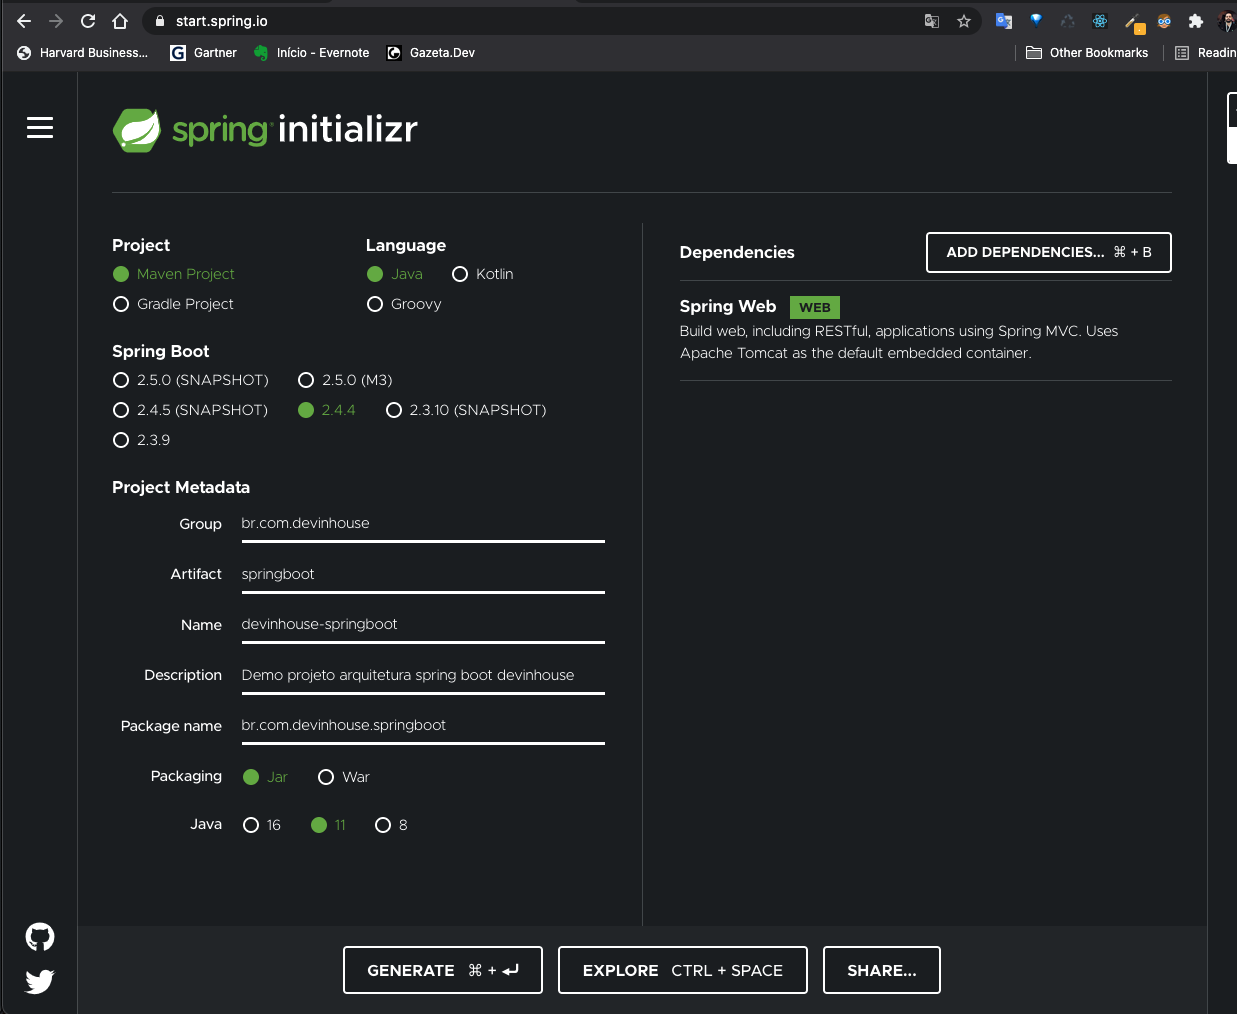 start.spring.io
Harvard Business... Gartner Início - Evernote Gazeta.Dev Other Bookmarks
spring initializr
Project
Maven Project
Gradle Project
Language
Java Kotlin
Groovy
Spring Boot
2.5.0 (SNAPSHOT) 2.5.0 (M3)
2.4.5 (SNAPSHOT) 2.4.4 2.3.10 (SNAPSHOT)
2.3.9
Project Metadata
Group br.com.devinhouse
Artifact springboot
Name devinhouse-springboot
Description Demo projeto arquitetura spring boot devinhouse
Package name br.com.devinhouse.springboot
Packaging Jar War
Java 16 11 8
Dependencies
ADD DEPENDENCIES... ⌘ + B
Spring Web WEB
Build web, including RESTful, applications using Spring MVC. Uses
Apache Tomcat as the default embedded container.
GENERATE ⌘ + ⏎
EXPLORE CTRL + SPACE
SHARE...